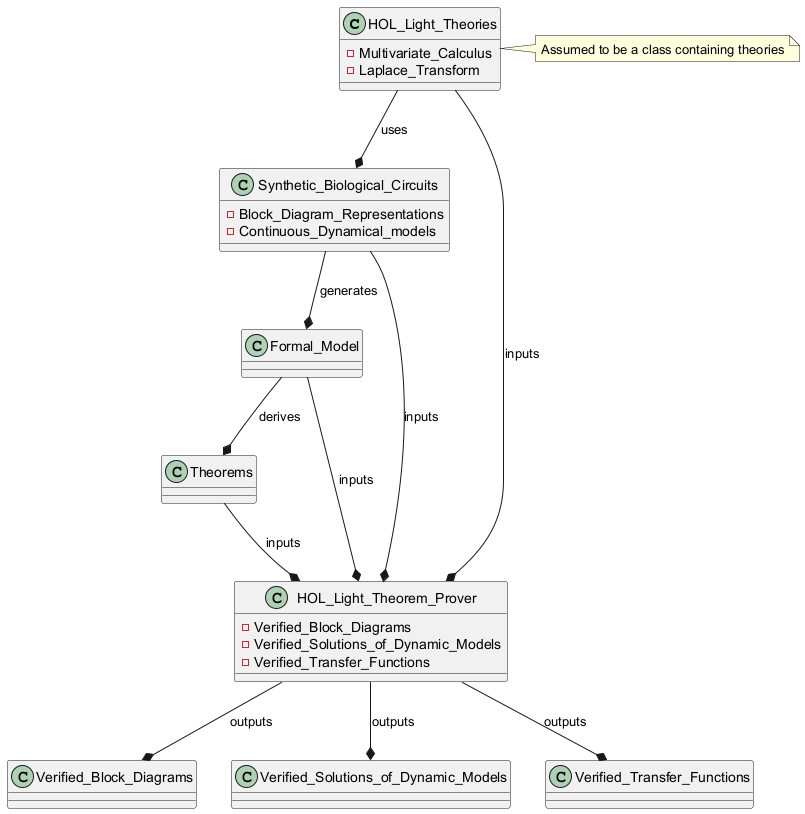 C HOL_Light_Theories
Multivariate_Calculus
Laplace_Transform
Assumed to be a class containing theories
uses
C Synthetic_Biological_Circuits
Block_Diagram_Representations
Continuous_Dynamical_models
generates
C Formal_Model
inputs
derives
inputs
C Theorems
inputs
inputs
C HOL_Light_Theorem_Prover
Verified_Block_Diagrams
Verified_Solutions_of_Dynamic_Models
Verified_Transfer_Functions
outputs
outputs
outputs
C Verified_Block_Diagrams
C Verified_Solutions_of_Dynamic_Models
C Verified_Transfer_Functions